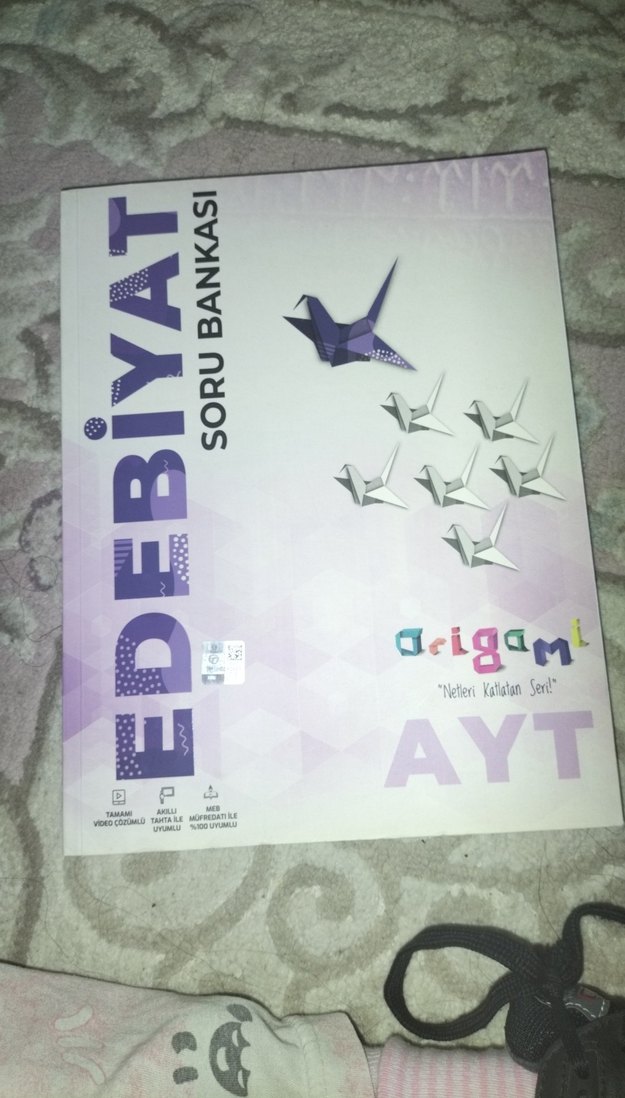 EDEBİYAT
SORU BANKASI
origami
"Netleri Katlatan Seri!"
AYT
TAMAMI
VİDEO ÇÖZÜMLÜ
AKILLI
TAHTA İLE
UYUMLU
MEB
MÜFREDATI İLE
%100 UYUMLU